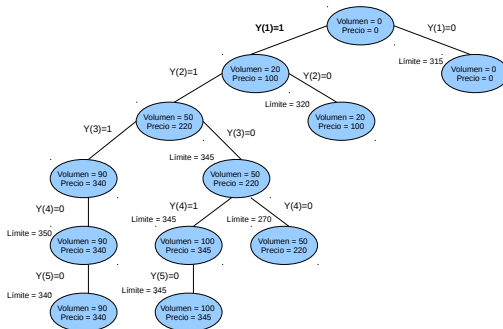 Volumen = 0
Precio = 0
Y(1)=1
Y(1)=0
Límite = 315
Volumen = 20
Precio = 100
Volumen = 0
Precio = 0
Y(2)=1
Y(2)=0
Límite = 320
Volumen = 50
Precio = 220
Volumen = 20
Precio = 100
Y(3)=1
Y(3)=0
Límite = 345
Volumen = 90
Precio = 340
Volumen = 50
Precio = 220
Y(4)=0
Y(4)=1
Y(4)=0
Límite = 350
Límite = 345
Límite = 270
Volumen = 90
Precio = 340
Volumen = 100
Precio = 345
Volumen = 50
Precio = 220
Y(5)=0
Y(5)=0
Límite = 340
Límite = 345
Volumen = 90
Precio = 340
Volumen = 100
Precio = 345